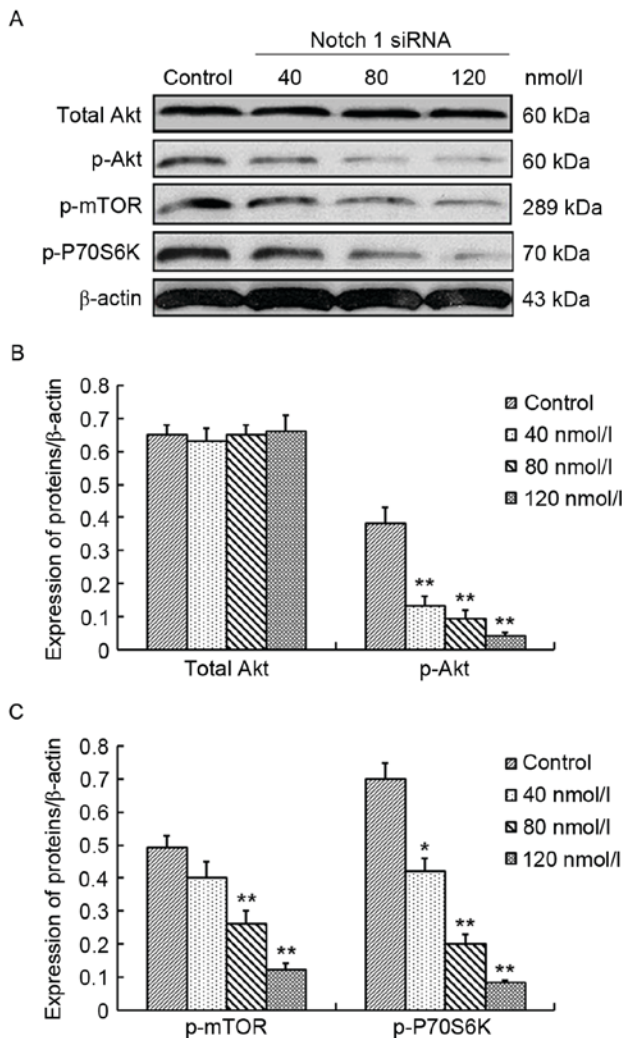 A
Notch 1 siRNA
Control 40 80 120 nmol/l
Total Akt 60 kDa
p-Akt 60 kDa
p-mTOR 289 kDa
p-P70S6K 70 kDa
β-actin 43 kDa
B
Expression of proteins/β-actin
0.8
0.7
0.6
0.5
0.4
0.3
0.2
0.1
0
Control
40 nmol/l
80 nmol/l
120 nmol/l
** ** **
Total Akt p-Akt
C
Expression of proteins/β-actin
0.8
0.7
0.6
0.5
0.4
0.3
0.2
0.1
0
Control
40 nmol/l
80 nmol/l
120 nmol/l
** ** * ** **
p-mTOR p-P70S6K